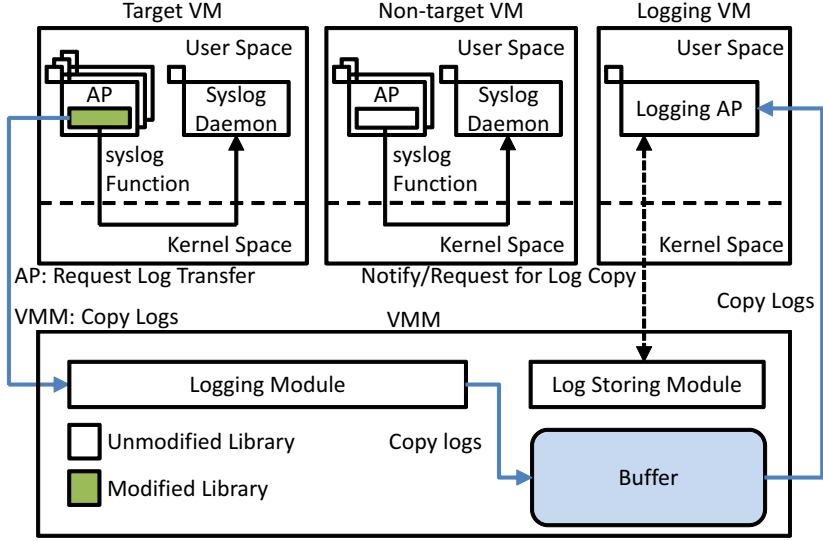 Target VM
Non-target VM
Logging VM
User Space
User Space
User Space
AP
Syslog
Daemon
AP
Syslog
Daemon
Logging AP
syslog
Function
syslog
Function
Kernel Space
Kernel Space
Kernel Space
AP: Request Log Transfer
Notify/Request for Log Copy
Copy Logs
VMM: Copy Logs
VMM
Logging Module
Log Storing Module
Unmodified Library
Copy logs
Modified Library
Buffer